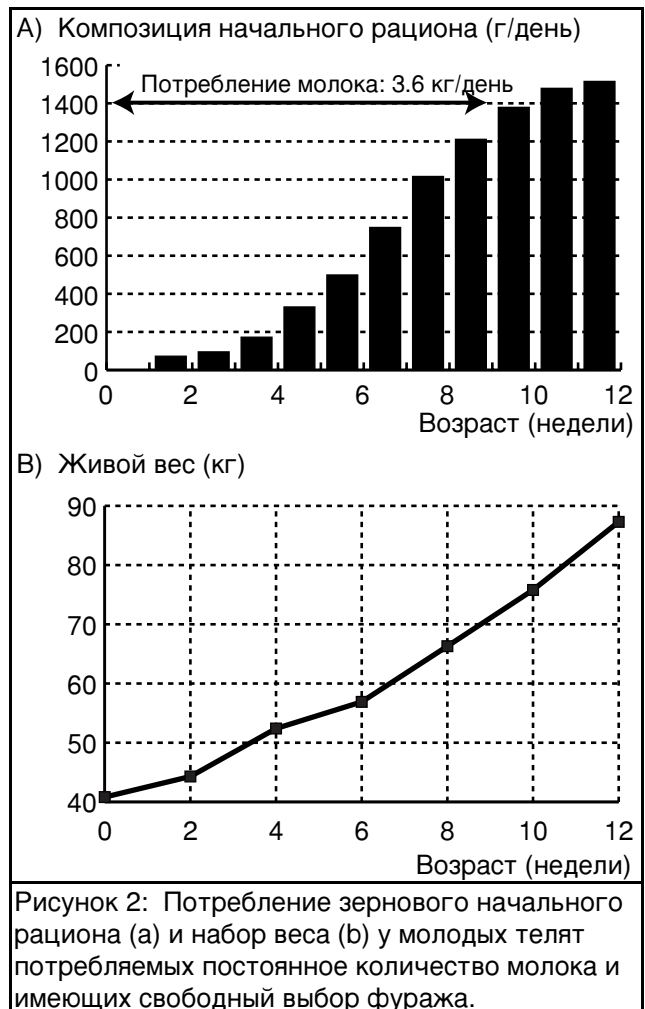 A) Композиция начального рациона (г/день)
1600
Потребление молока: 3.6 кг/день
1400
1200
1000
800
600
400
200
0
0 2 4 6 8 10 12
Возраст (недели)
B) Живой вес (кг)
90
80
70
60
50
40
0 2 4 6 8 10 12
Возраст (недели)
Рисунок 2: Потребление зернового начального
рациона (a) и набор веса (b) у молодых телят
потребляемых постоянное количество молока и
имеющих свободный выбор фуража.